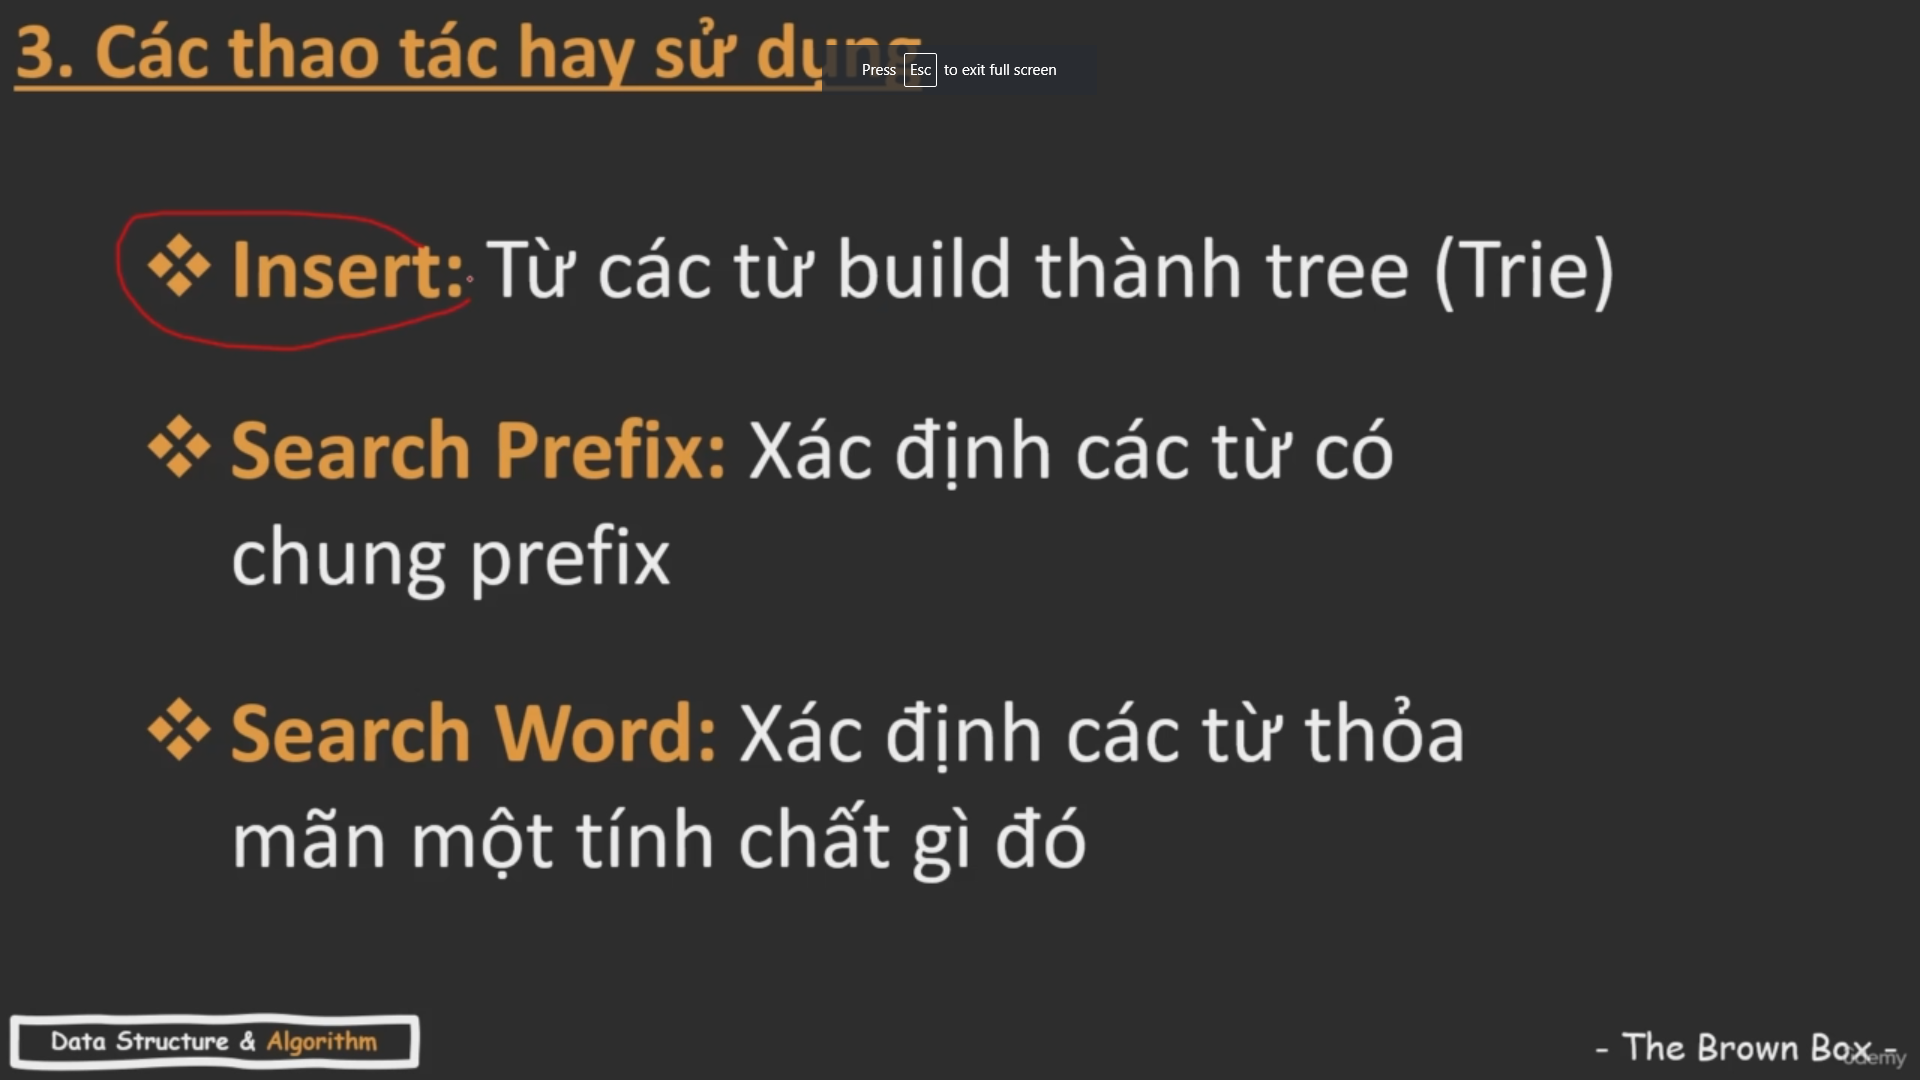 3. Các thao tác hay sử dụng
Press Esc to exit full screen
❖ Insert: Từ các từ build thành tree (Trie)
❖ Search Prefix: Xác định các từ có
chung prefix
❖ Search Word: Xác định các từ thỏa
mãn một tính chất gì đó
Data Structure & Algorithm
- The Brown Box -
udemy